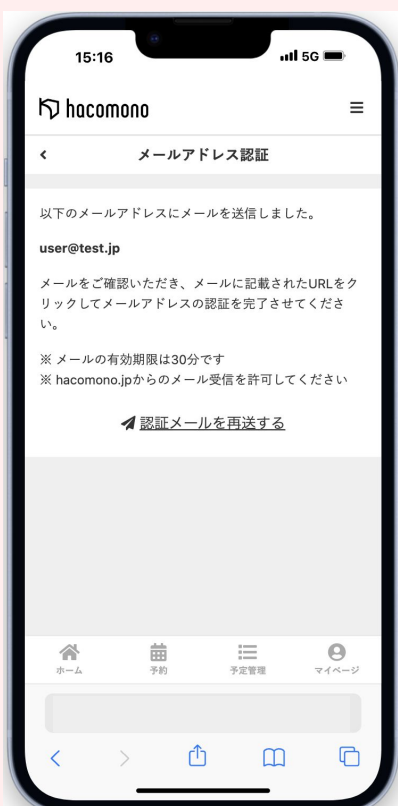 15:16
5G
hacomono
メールアドレス認証
以下のメールアドレスにメールを送信しました。
user@test.jp
メールをご確認いただき、メールに記載されたURLをク
リックしてメールアドレスの認証を完了させてくださ
い。
※ メールの有効期限は30分です
※ hacomono.jpからのメール受信を許可してください
認証メールを再送する
ホーム
予約
予定管理
マイページ